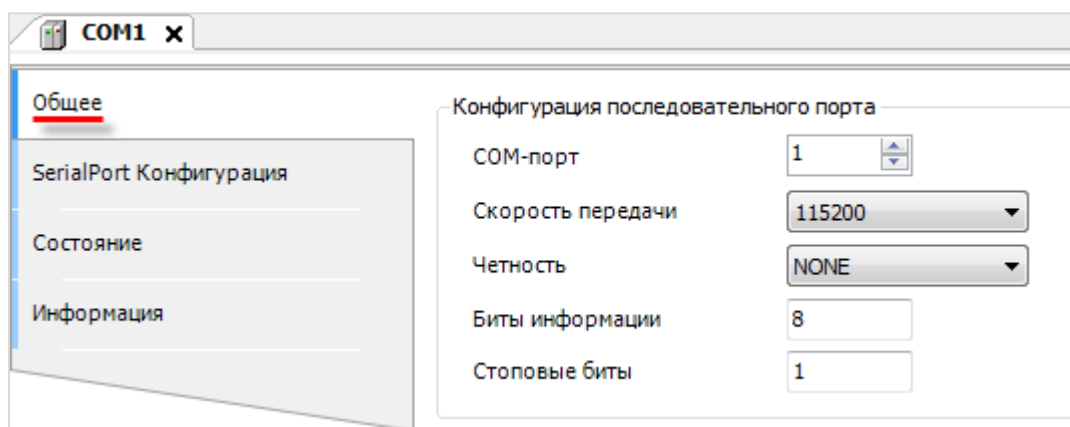 COM1
Общее
SerialPort Конфигурация
Состояние
Информация
Конфигурация последовательного порта
COM-порт 1
Скорость передачи 115200
Четность NONE
Биты информации 8
Стоповые биты 1